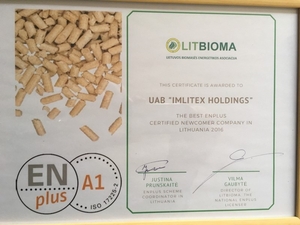 LITBIOMA
LIETUVOS BIOMASĖS ENERGETIKOS ASOCIACIJA
THIS CERTIFICATE IS AWARDED TO
UAB "IMLITEX HOLDINGS"
THE BEST ENPLUS
CERTIFIED NEWCOMER COMPANY IN
LITHUANIA
EN
plus
A1
ISO 17225-2
JUSTINA
PRUNSKAITĖ
ENPLUS SCHEME
COORDINATOR IN
LITHUANIA
VILMA
GAUBYTĖ
DIRECTOR OF
LITBIOMA, THE
NATIONAL ENPLUS
LICENSER